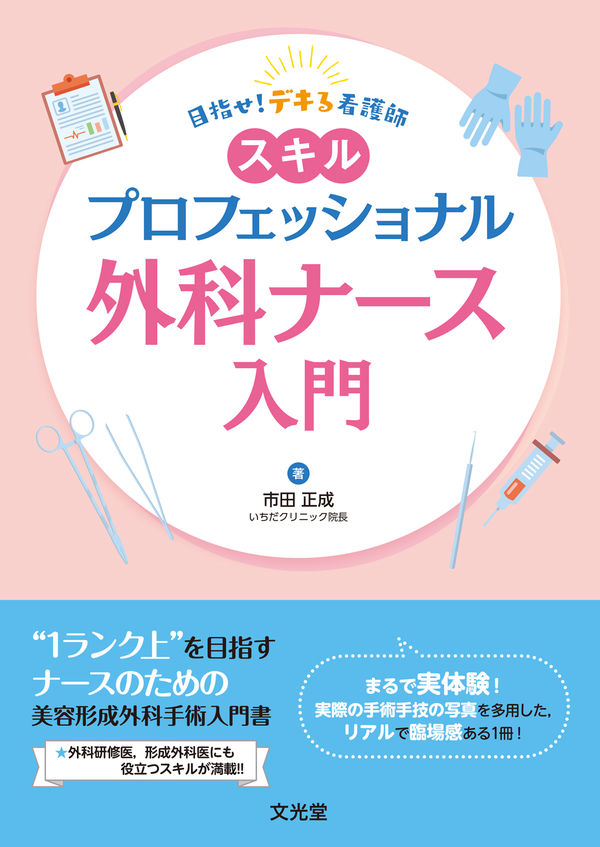 目指せ！デキる看護師
スキル
プロフェッショナル
外科ナース
入門
著
市田 正成
いちだクリニック院長
“1ランク上”を目指す
ナースのための
美容形成外科手術入門書
★外科研修医，形成外科医にも
役立つスキルが満載!!
まるで実体験！
実際の手術手技の写真を多用した，
リアルで臨場感ある1冊！
文光堂